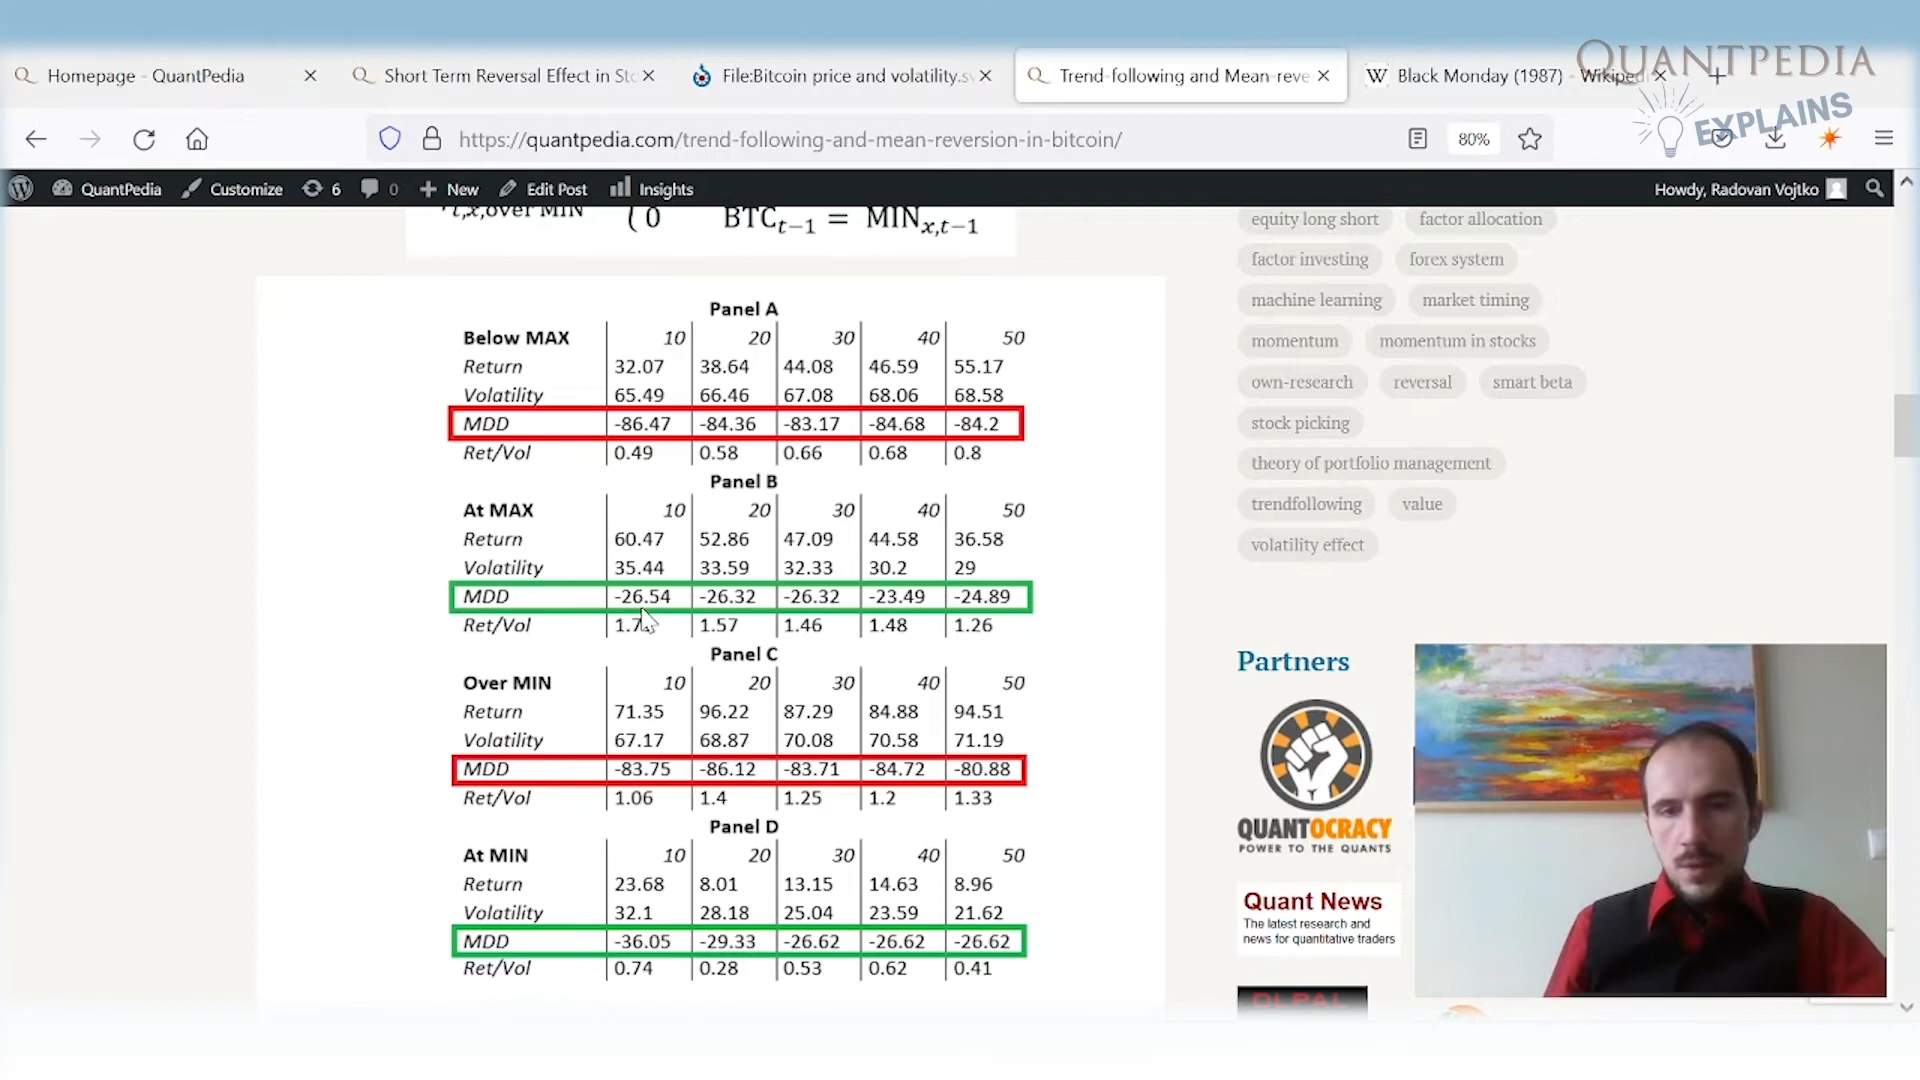 QUANTPEDIA
EXPLAINS
Homepage - QuantPedia
Short Term Reversal Effect in Sto
File:Bitcoin price and volatility.sv
Trend-following and Mean-reve
Black Monday (1987) - Wikiped
https://quantpedia.com/trend-following-and-mean-reversion-in-bitcoin/
80%
QuantPedia Customize 6 0 New Edit Post Insights Howdy, Radovan Vojtko
t,x,over MIN (0 BTCt−1 = MINx,t−1
Panel A
Below MAX 10 20 30 40 50
Return 32.07 38.64 44.08 46.59 55.17
Volatility 65.49 66.46 67.08 68.06 68.58
MDD -86.47 -84.36 -83.17 -84.68 -84.2
Ret/Vol 0.49 0.58 0.66 0.68 0.8
Panel B
At MAX 10 20 30 40 50
Return 60.47 52.86 47.09 44.58 36.58
Volatility 35.44 33.59 32.33 30.2 29
MDD -26.54 -26.32 -26.32 -23.49 -24.89
Ret/Vol 1.7 1.57 1.46 1.48 1.26
Panel C
Over MIN 10 20 30 40 50
Return 71.35 96.22 87.29 84.88 94.51
Volatility 67.17 68.87 70.08 70.58 71.19
MDD -83.75 -86.12 -83.71 -84.72 -80.88
Ret/Vol 1.06 1.4 1.25 1.2 1.33
Panel D
At MIN 10 20 30 40 50
Return 23.68 8.01 13.15 14.63 8.96
Volatility 32.1 28.18 25.04 23.59 21.62
MDD -36.05 -29.33 -26.62 -26.62 -26.62
Ret/Vol 0.74 0.28 0.53 0.62 0.41
equity long short factor allocation
factor investing forex system
machine learning market timing
momentum momentum in stocks
own-research reversal smart beta
stock picking
theory of portfolio management
trendfollowing value
volatility effect
Partners
QUANTOCRACY
POWER TO THE QUANTS
Quant News
The latest research and
news for quantitative traders